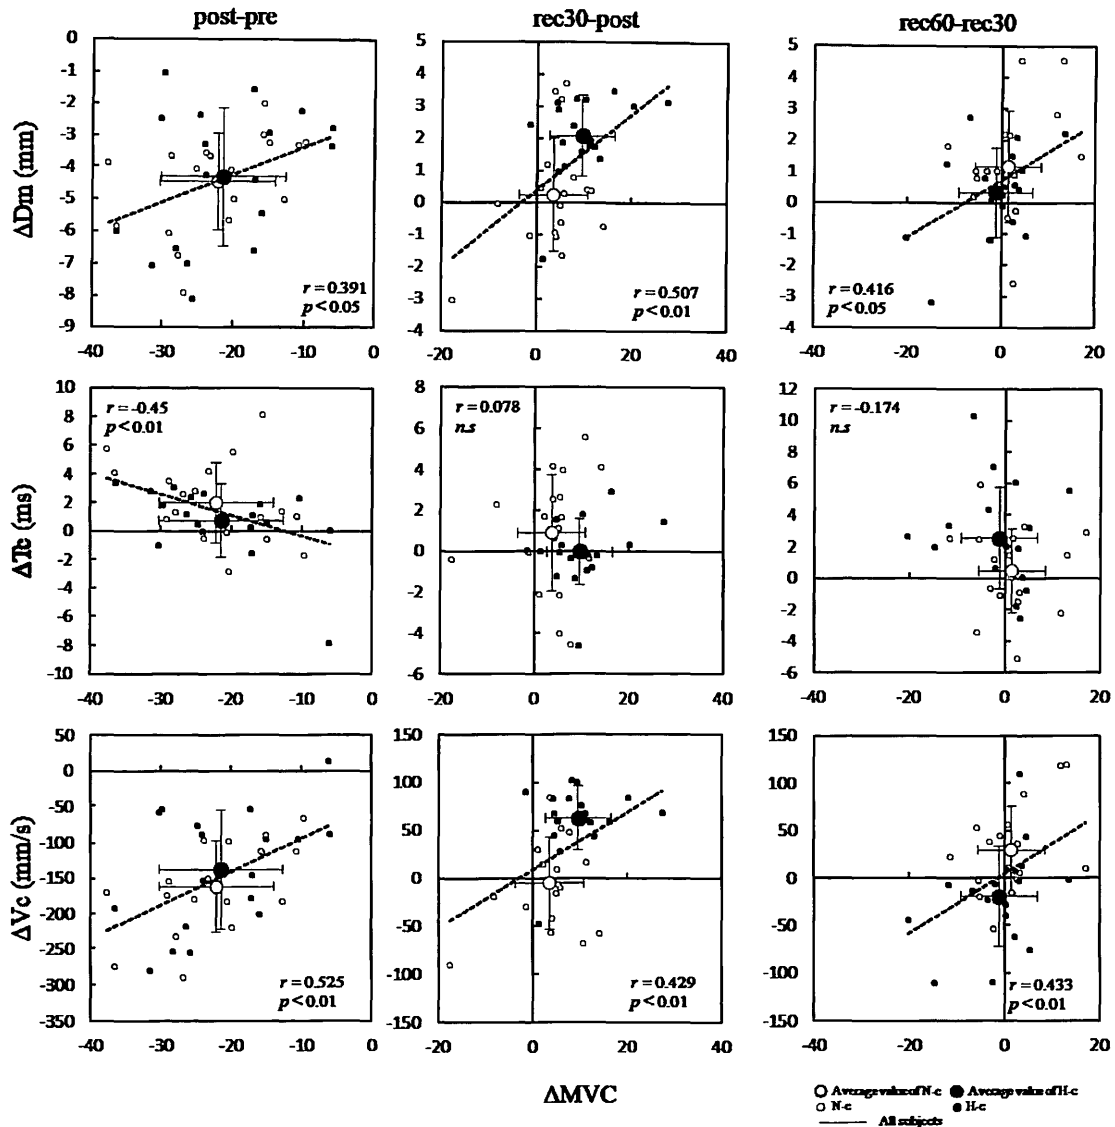 post-pre
rec30-post
rec60-rec30
ΔDm (mm)
0
-1
-2
-3
-4
-5
-6
-7
-8
-9
r = 0.391
p < 0.05
-40 -30 -20 -10 0
5
4
3
2
1
0
1
2
3
4
r = 0.507
p < 0.01
-20 0 20 40
5
4
3
2
1
0
-1
-2
-3
4
r = 0.416
p < 0.05
-20 0 20
ΔTc (ms)
10
8
6
4
2
0
-2
-4
-6
-8
-10
r = -0.45
p < 0.01
-40 -30 -20 -10 0
8
6
4
2
0
-2
-4
-6
r = 0.078
n.s
-20 0 20 40
12
10
8
6
4
2
0
-2
-4
-6
r = -0.174
n.s
-20 0 20
ΔVc (mm/s)
50
0
-50
-100
-150
-200
-250
-300
-350
r = 0.525
p < 0.01
-40 -30 -20 -10 0
150
100
50
0
-50
-100
-150
r = 0.429
p < 0.01
-20 0 20 40
150
100
50
0
-50
-100
-150
r = 0.433
p < 0.01
-20 0 20
ΔMVC
Average value of N-c Average value of H-c
N-c H-c
All subjects